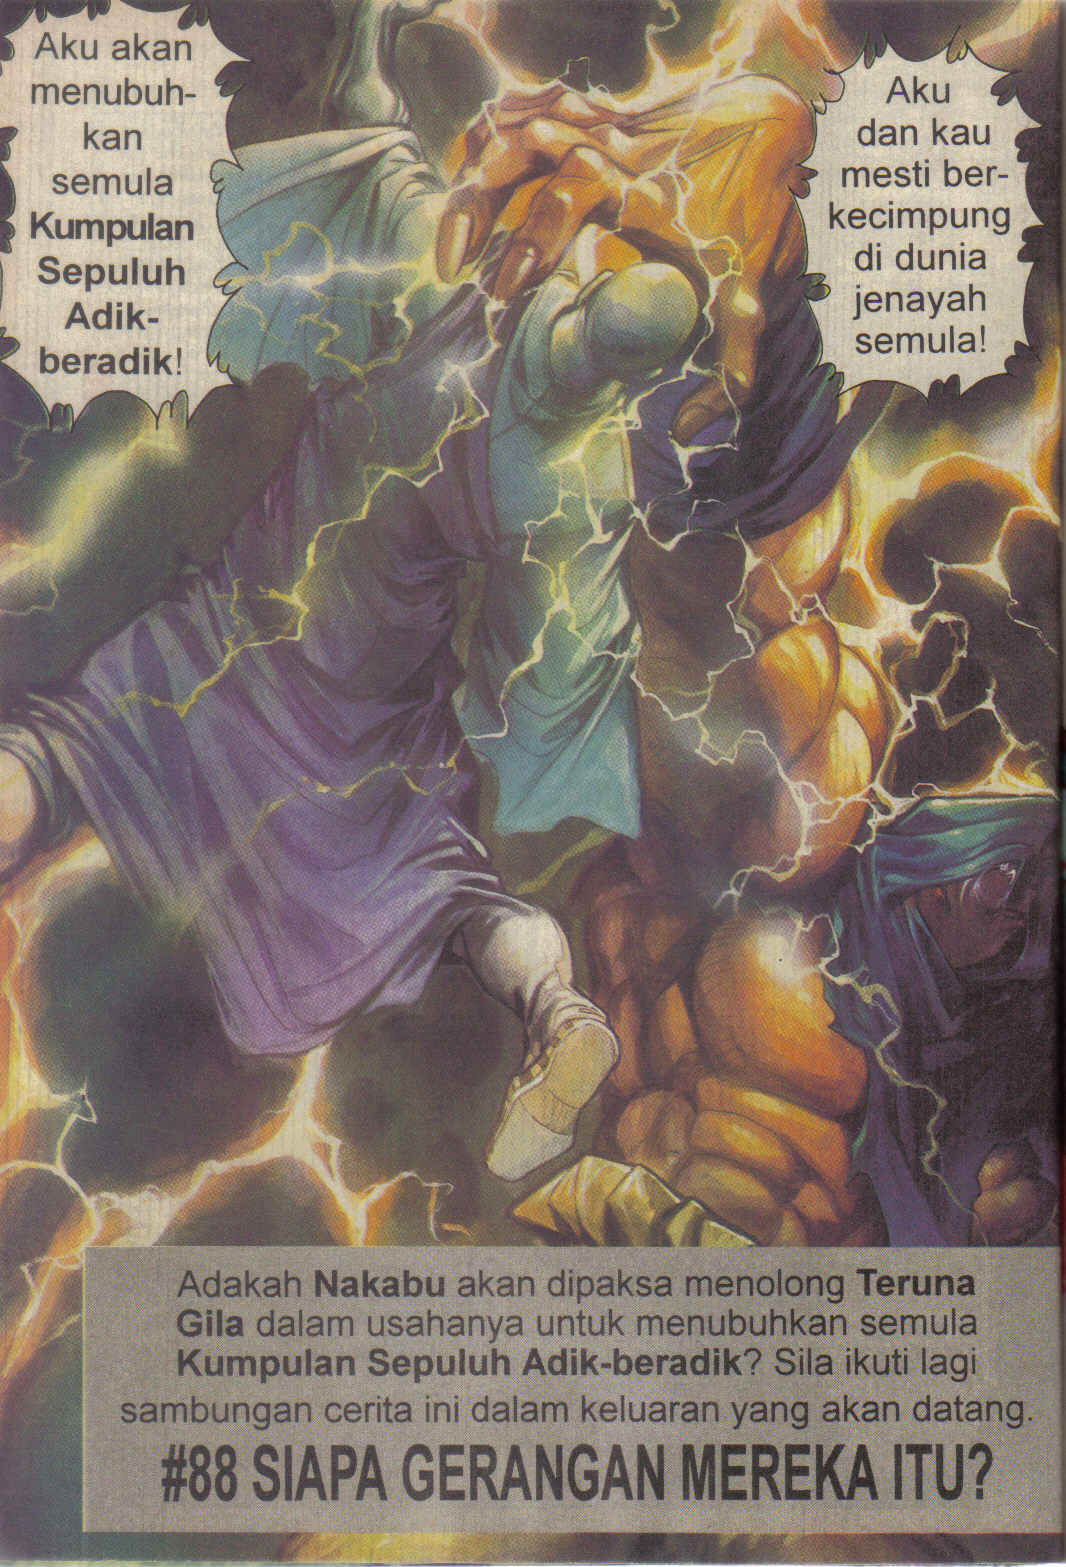 Aku akan
menubuh-
kan
semula
Kumpulan
Sepuluh
Adik-
beradik!
Aku
dan kau
mesti ber-
kecimpung
di dunia
jenayah
semula!
Adakah Nakabu akan dipaksa menolong Teruna
Gila dalam usahanya untuk menubuhkan semula
Kumpulan Sepuluh Adik-beradik? Sila ikuti lagi
sambungan cerita ini dalam keluaran yang akan datang.
#88 SIAPA GERANGAN MEREKA ITU?